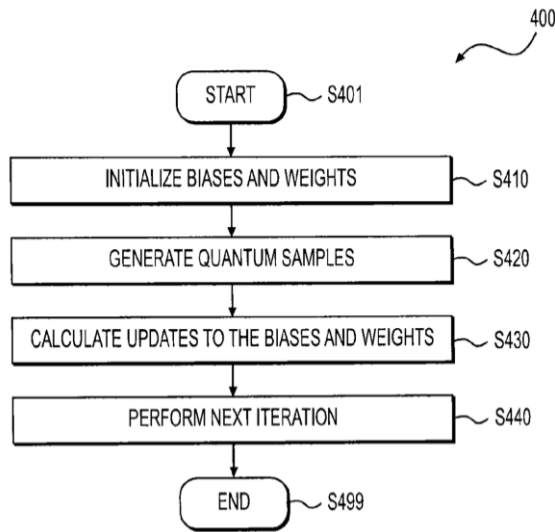 400
START S401
INITIALIZE BIASES AND WEIGHTS S410
GENERATE QUANTUM SAMPLES S420
CALCULATE UPDATES TO THE BIASES AND WEIGHTS S430
PERFORM NEXT ITERATION S440
END S499